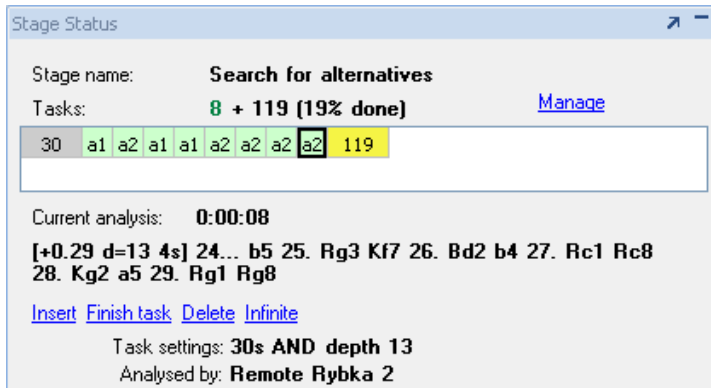 Stage Status
Stage name: Search for alternatives
Tasks: 8 + 119 (19% done) Manage
30 a1 a2 a1 a1 a2 a2 a2 a2 119
Current analysis: 0:00:08
[+0.29 d=13 4s] 24... b5 25. Rg3 Kf7 26. Bd2 b4 27. Rc1 Rc8
28. Kg2 a5 29. Rg1 Rg8
Insert Finish task Delete Infinite
Task settings: 30s AND depth 13
Analysed by: Remote Rybka 2